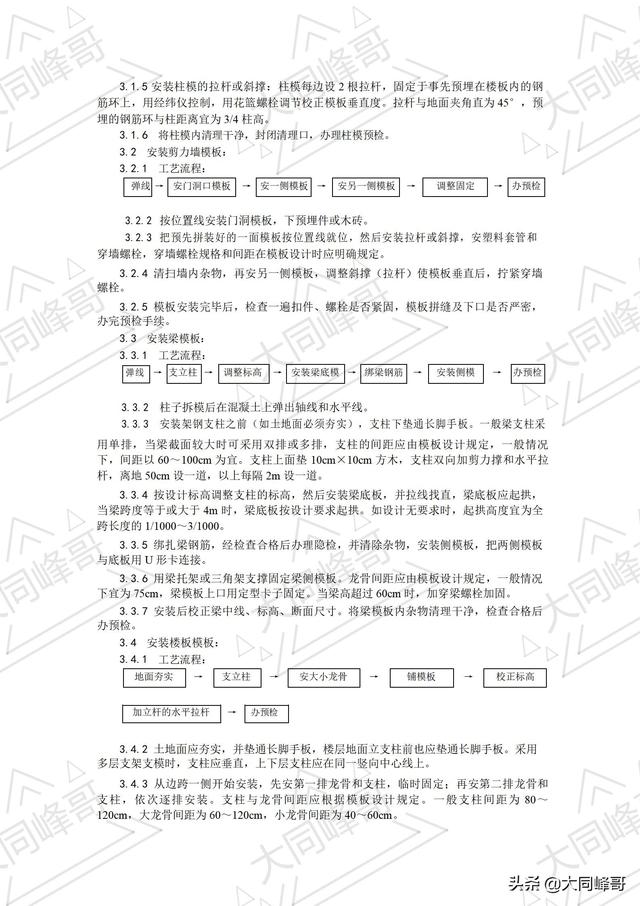 3.1.5 安装柱模的拉杆或斜撑：柱模每边设 2 根拉杆，固定于事先预埋在楼板内的钢
筋环上，用经纬仪控制，用花篮螺栓调节校正模板垂直度。拉杆与地面夹角直为 45°，预
埋的钢筋环与柱距离宜为 3/4 柱高。
3.1.6 将柱模内清理干净，封闭清理口，办理柱模预检。
3.2 安装剪力墙模板：
3.2.1 工艺流程：
弹线 → 安门洞口模板 → 安一侧模板 → 安另一侧模板 → 调整固定 → 办预检
3.2.2 按位置线安装门洞模板，下预埋件或木砖。
3.2.3 把预先拼装好的一面模板按位置线就位，然后安装拉杆或斜撑，安塑料套管和
穿墙螺栓，穿墙螺栓规格和间距在模板设计时应明确规定。
3.2.4 清扫墙内杂物，再安另一侧模板，调整斜撑（拉杆）使模板垂直后，拧紧穿墙
螺栓。
3.2.5 模板安装完毕后，检查一遍扣件、螺栓是否紧固，模板拼缝及下口是否严密，
办完预检手续。
3.3 安装梁模板：
3.3.1 工艺流程：
弹线 → 支立柱 → 调整标高 → 安装梁底模 → 绑梁钢筋 → 安装侧模 → 办预检
3.3.2 柱子拆模后在混凝土上弹出轴线和水平线。
3.3.3 安装架钢支柱之前（如土地面必须夯实），支柱下垫通长脚手板。一般梁支柱采
用单排，当梁截面较大时可采用双排或多排，支柱的间距应由模板设计规定，一般情况
下，间距以 60～100cm 为宜。支柱上面垫 10cm×10cm 方木，支柱双向加剪力撑和水平拉
杆，离地 50cm 设一道，以上每隔 2m 设一道。
3.3.4 按设计标高调整支柱的标高，然后安装梁底板，并拉线找直，梁底板应起拱，
当梁跨度等于或大于 4m 时，梁底板按设计要求起拱。如设计无要求时，起拱高度宜为全
跨长度的 1/1000～3/1000。
3.3.5 绑扎梁钢筋，经检查合格后办理隐检，并清除杂物，安装侧模板，把两侧模板
与底板用 U 形卡连接。
3.3.6 用梁托架或三角架支撑固定梁侧模板。龙骨间距应由模板设计规定，一般情况
下宜为 75cm，梁模板上口用定型卡子固定。当梁高超过 60cm 时，加穿梁螺栓加固。
3.3.7 安装后校正梁中线、标高、断面尺寸。将梁模板内杂物清理干净，检查合格后
办预检。
3.4 安装楼板模板：
3.4.1 工艺流程：
地面夯实 → 支立柱 → 安大小龙骨 → 铺模板 → 校正标高
加立杆的水平拉杆 → 办预检
3.4.2 土地面应夯实，并垫通长脚手板，楼层地面立支柱前也应垫通长脚手板。采用
多层支架支模时，支柱应垂直，上下层支柱应在同一竖向中心线上。
3.4.3 从边跨一侧开始安装，先安第一排龙骨和支柱，临时固定；再安第二排龙骨和
支柱，依次逐排安装。支柱与龙骨间距应根据模板设计规定。一般支柱间距为 80～
120cm，大龙骨间距为 60～120cm，小龙骨间距为 40～60cm。
大同峰哥
头条 @大同峰哥